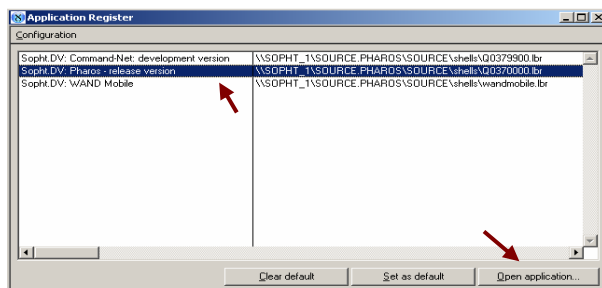 Application Register
Configuration
Sopht.DV: Command-Net: development version \\SOPHT_1\SOURCE.PHAROS\SOURCE\shells\Q0379900.lbr
Sopht.DV: Pharos - release version \\SOPHT_1\SOURCE.PHAROS\SOURCE\shells\Q0370000.lbr
Sopht.DV: WAND Mobile \\SOPHT_1\SOURCE.PHAROS\SOURCE\shells\wandmobile.lbr
Clear default Set as default Open application...